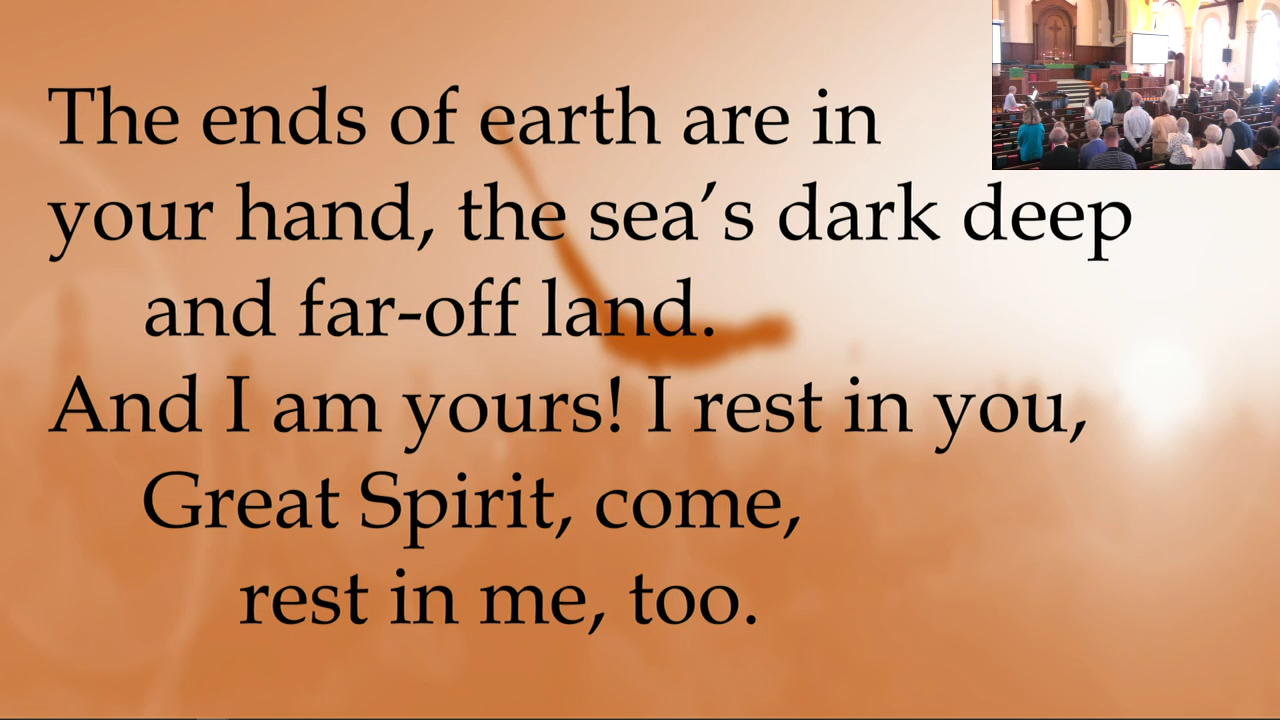 The ends of earth are in
your hand, the sea’s dark deep
and far-off land.
And I am yours! I rest in you,
Great Spirit, come,
rest in me, too.